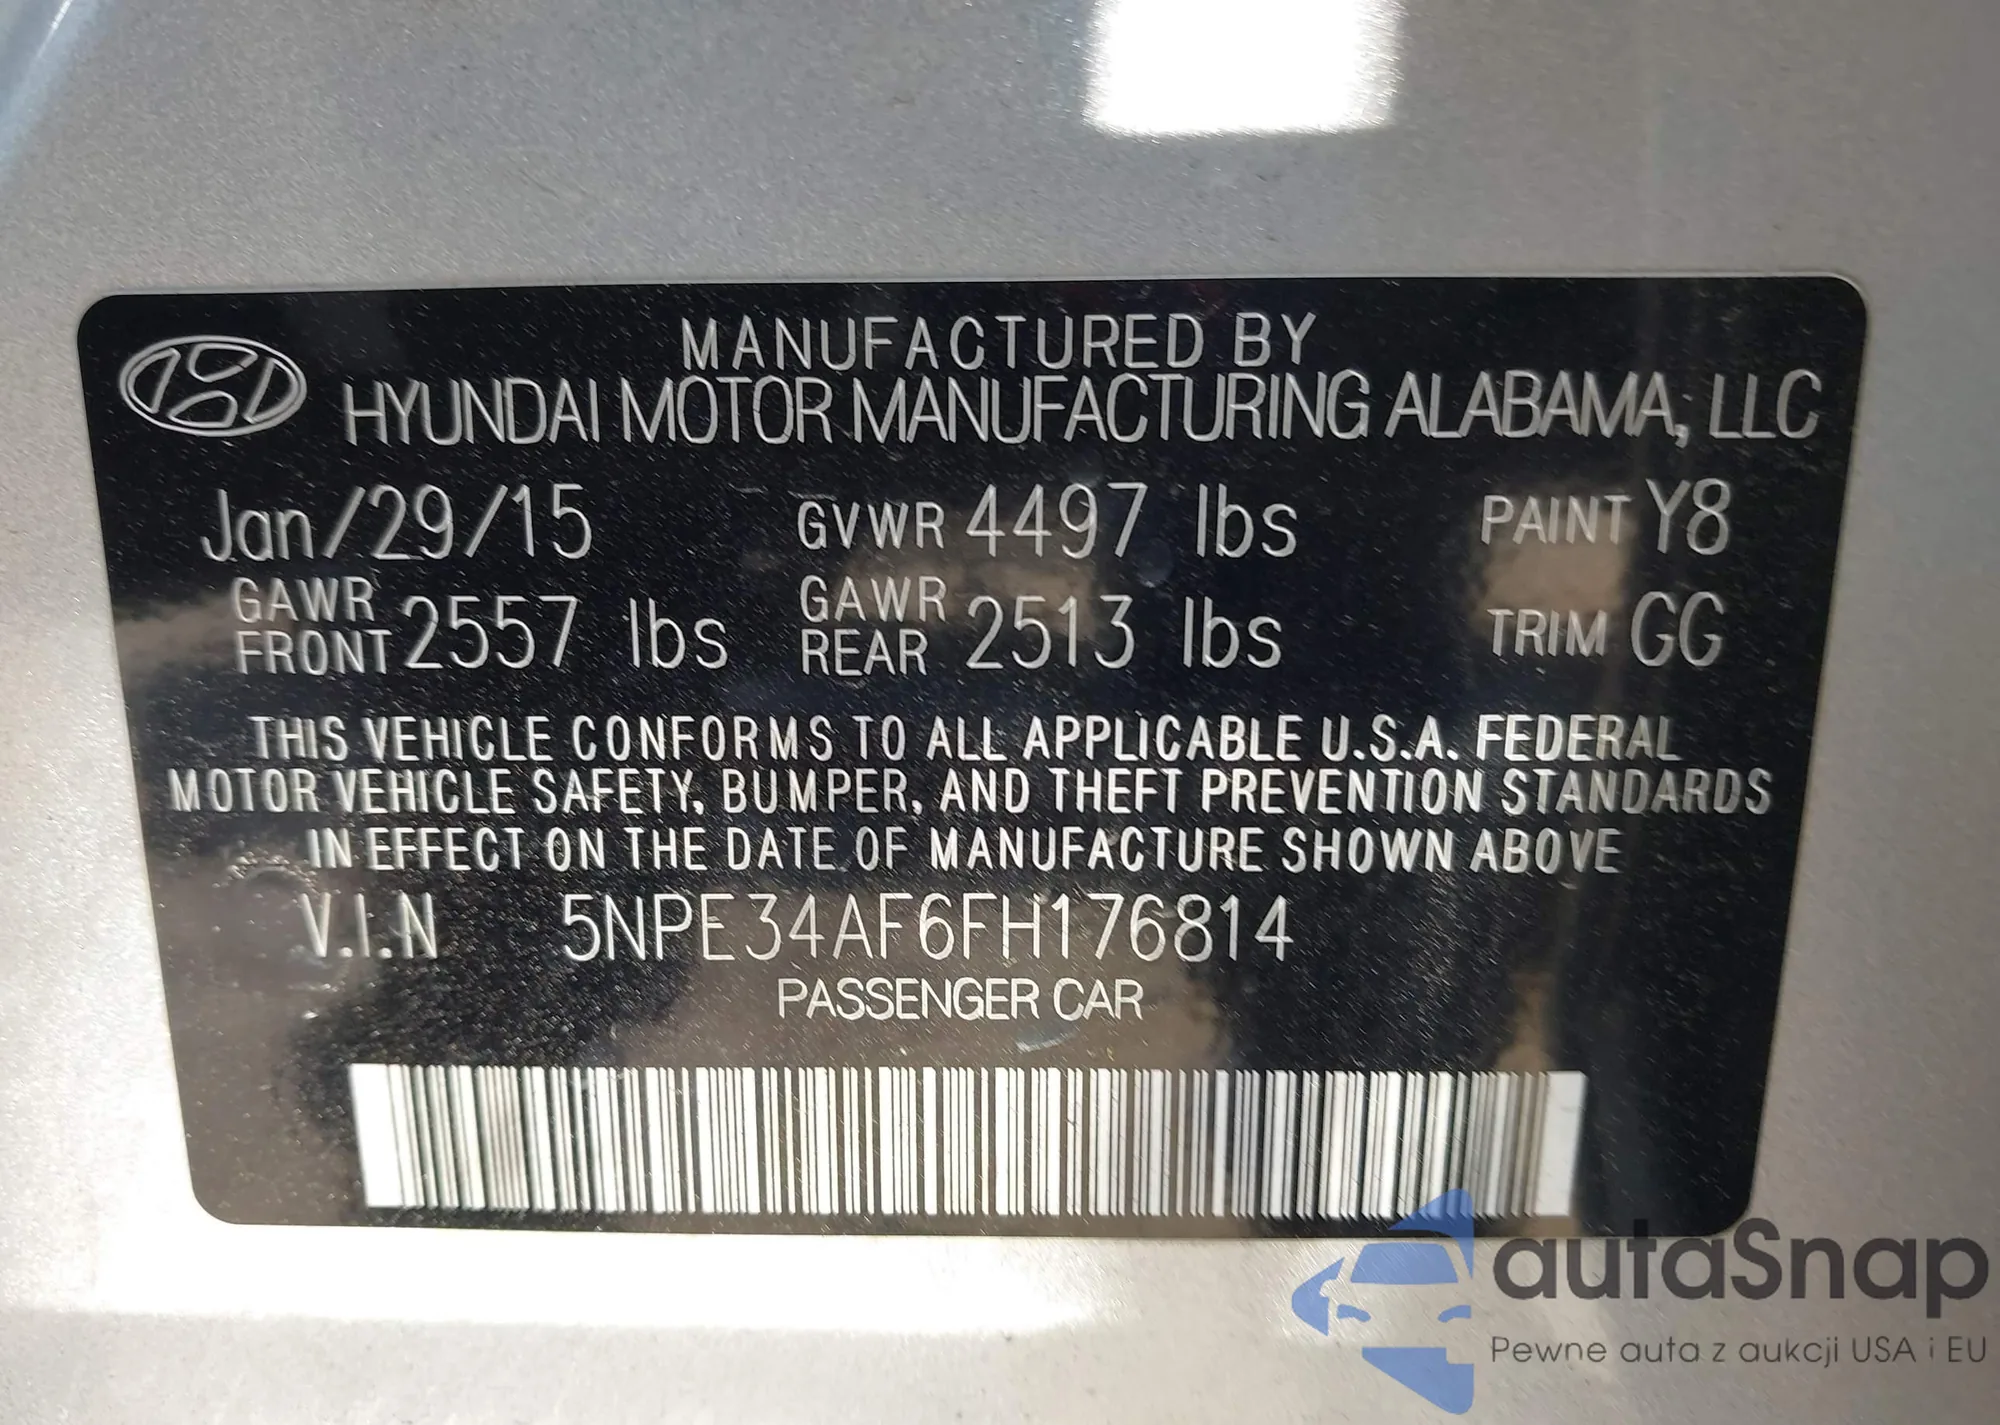 MANUFACTURED BY
HYUNDAI MOTOR MANUFACTURING ALABAMA, LLC
Jan/29/15 GVWR 4497 lbs PAINT Y8
GAWR FRONT 2557 lbs GAWR REAR 2513 lbs TRIM GG
THIS VEHICLE CONFORMS TO ALL APPLICABLE U.S.A. FEDERAL
MOTOR VEHICLE SAFETY, BUMPER, AND THEFT PREVENTION STANDARDS
IN EFFECT ON THE DATE OF MANUFACTURE SHOWN ABOVE
V.I.N 5NPE34AF6FH176814
PASSENGER CAR
autaSnap
Pewne auta z aukcji USA i EU